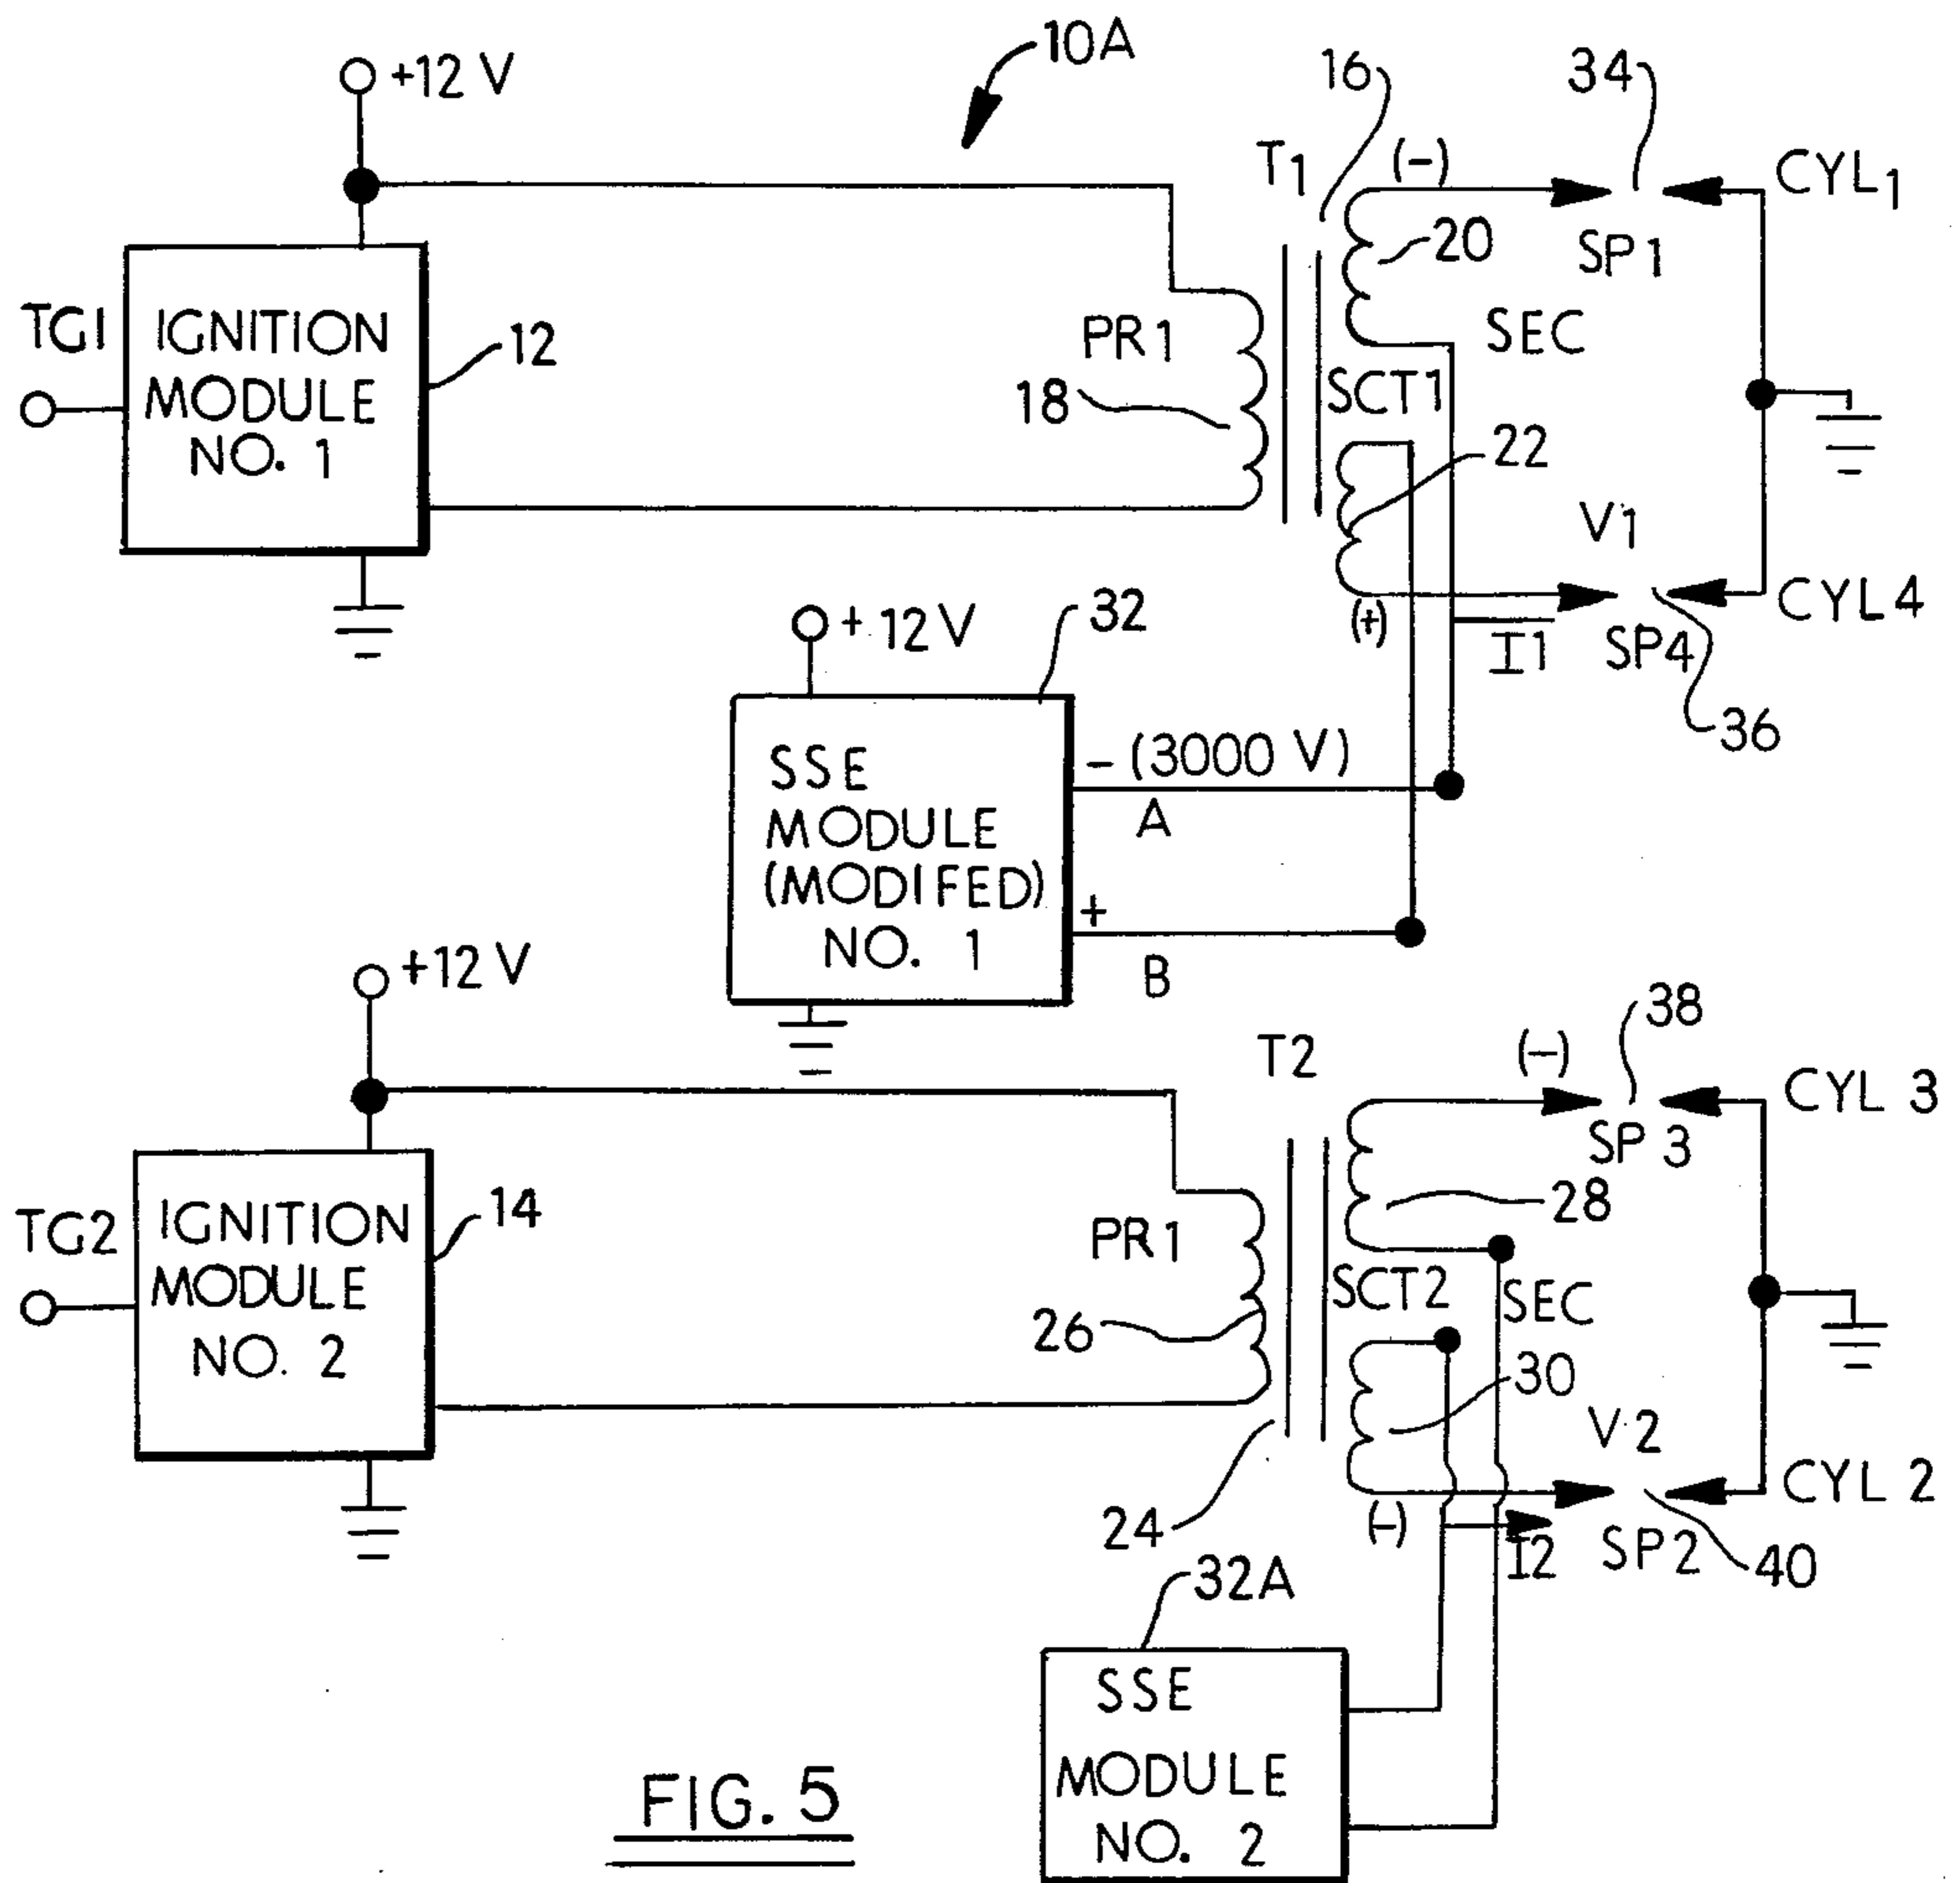 10A
+12 V
16
34
T1
(-)
CYL1
20
SP1
TG1
IGNITION
MODULE
NO. 1
12
PR1
SEC
18
SCT1
22
V1
+ 12 V
32
(+)
CYL4
I1
SP4
36
SSE
MODULE
(MODIFED)
NO. 1
- (3000 V)
A
+
B
+12 V
38
T2
(-)
CYL 3
SP 3
TG2
IGNITION
MODULE
NO. 2
14
PR1
28
SCT2
SEC
26
30
V2
CYL 2
24
(-)
I2
SP2
40
32A
SSE
MODULE
NO. 2
FIG. 5